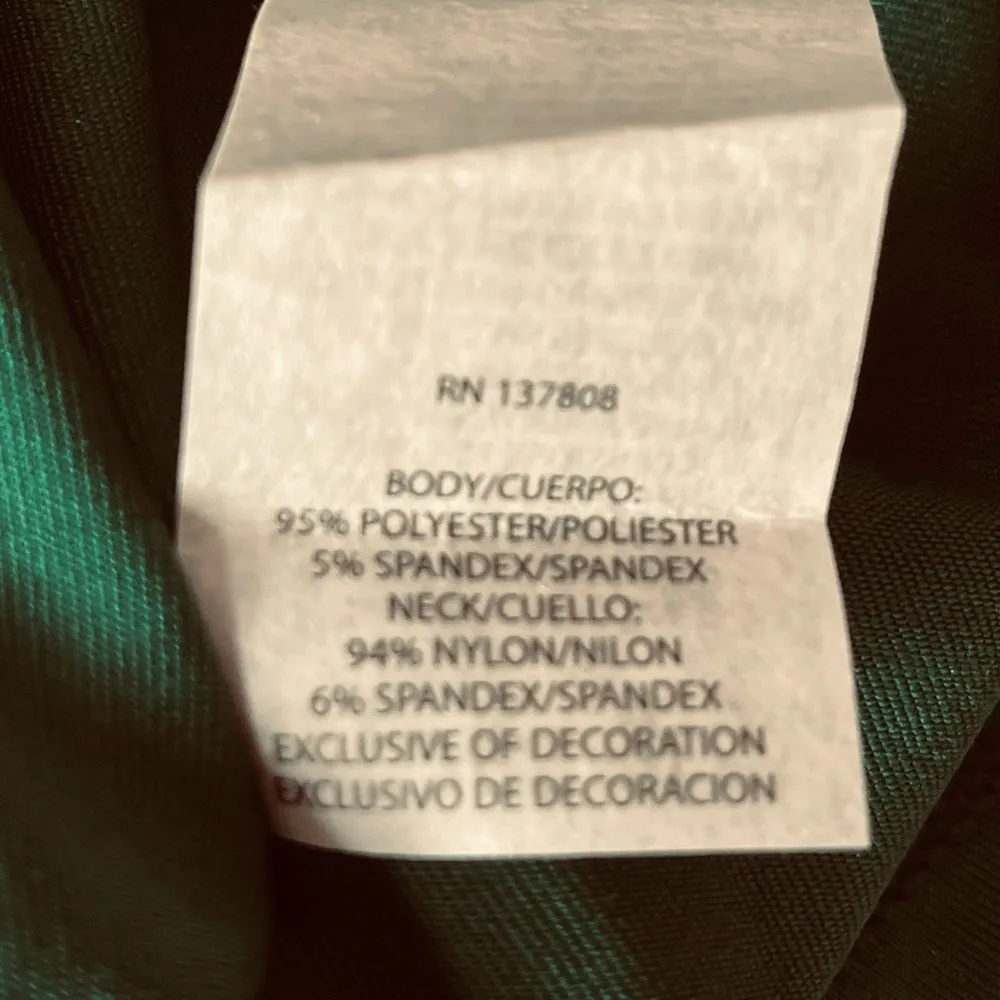 RN 137808
BODY/CUERPO:
95% POLYESTER/POLIESTER
5% SPANDEX/SPANDEX
NECK/CUELLO:
94% NYLON/NILON
6% SPANDEX/SPANDEX
EXCLUSIVE OF DECORATION
EXCLUSIVO DE DECORACION